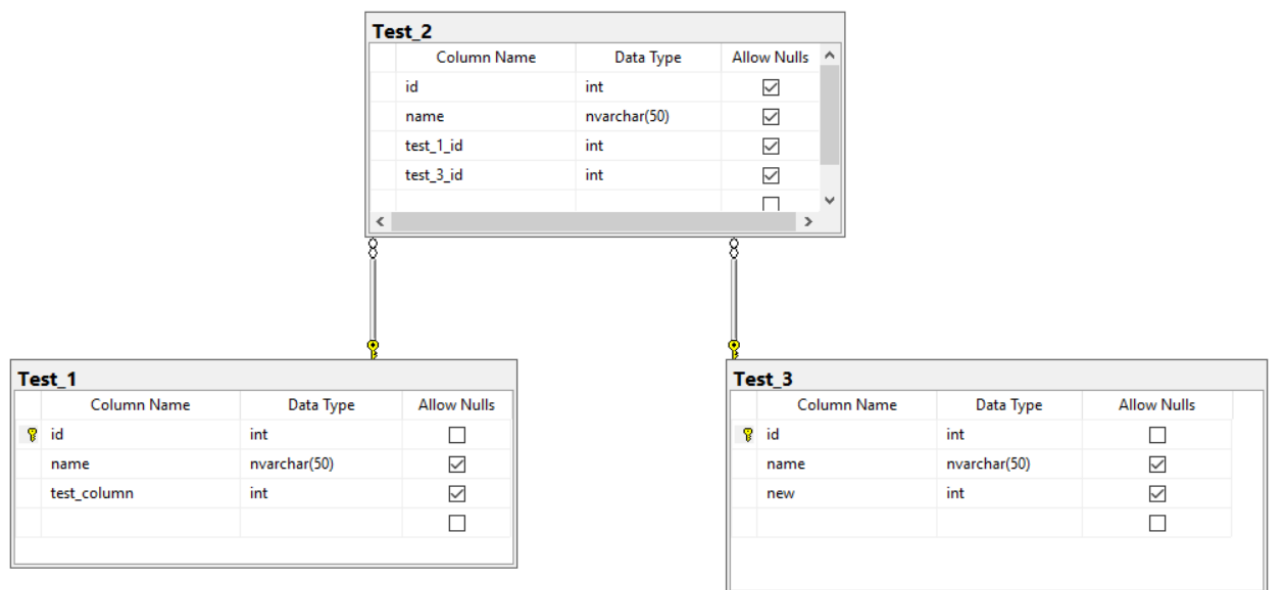 Test_2
Column Name Data Type Allow Nulls
id int
name nvarchar(50)
test_1_id int
test_3_id int
Test_1
Column Name Data Type Allow Nulls
id int
name nvarchar(50)
test_column int
Test_3
Column Name Data Type Allow Nulls
id int
name nvarchar(50)
new int